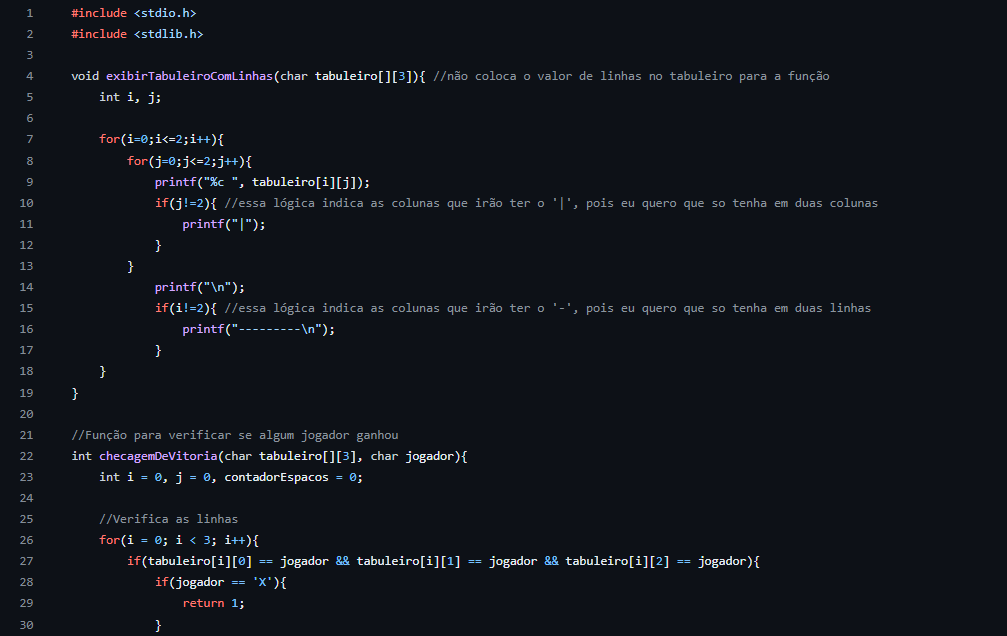 1 #include <stdio.h>
2 #include <stdlib.h>
3
4 void exibirTabuleiroComLinhas(char tabuleiro[][3]){ //não coloca o valor de linhas no tabuleiro para a função
5 int i, j;
6
7 for(i=0;i<=2;i++){
8 for(j=0;j<=2;j++){
9 printf("%c ", tabuleiro[i][j]);
10 if(j!=2){ //essa lógica indica as colunas que irão ter o '|', pois eu quero que so tenha em duas colunas
11 printf("|");
12 }
13 }
14 printf("\n");
15 if(i!=2){ //essa lógica indica as colunas que irão ter o '-', pois eu quero que so tenha em duas linhas
16 printf("---------\n");
17 }
18 }
19 }
20
21 //Função para verificar se algum jogador ganhou
22 int checagemDeVitoria(char tabuleiro[][3], char jogador){
23 int i = 0, j = 0, contadorEspacos = 0;
24
25 //Verifica as linhas
26 for(i = 0; i < 3; i++){
27 if(tabuleiro[i][0] == jogador && tabuleiro[i][1] == jogador && tabuleiro[i][2] == jogador){
28 if(jogador == 'X'){
29 return 1;
30 }